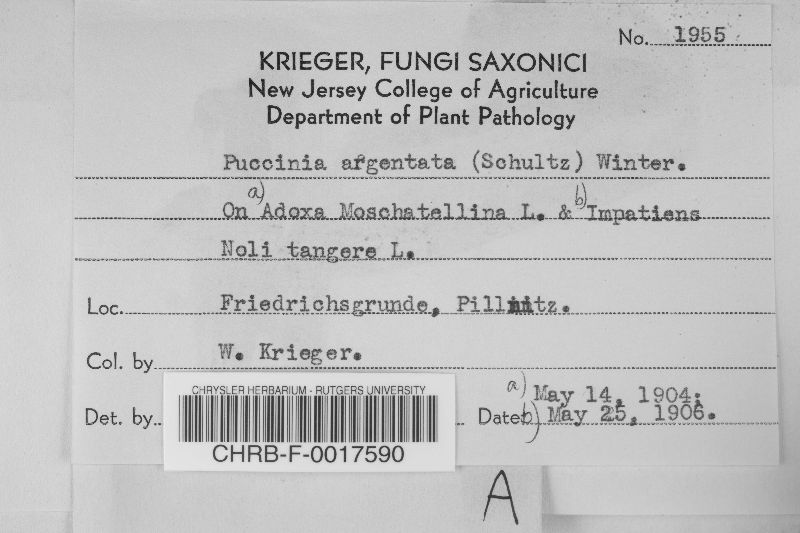 No. 1955
KRIEGER, FUNGI SAXONICI
New Jersey College of Agriculture
Department of Plant Pathology
Puccinia argentata (Schultz) Winter.
On a) Adoxa Moschatellina L. & b) Impatiens
Noli tangere L.
Loc. Friedrichsgrunde, Pillnitz.
Col. by W. Krieger.
Det. by
Date a) May 14, 1904;
b) May 25, 1906.
CHRYSLER HERBARIUM - RUTGERS UNIVERSITY
CHRB-F-0017590
A